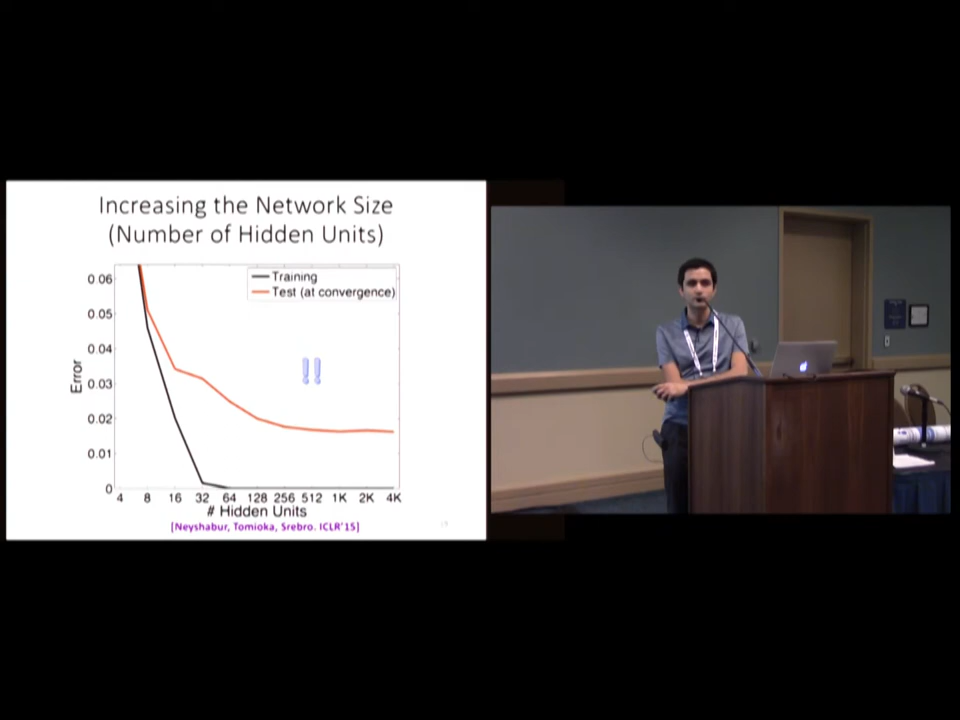 Increasing the Network Size
(Number of Hidden Units)
Training
Test (at convergence)
0 06
0.05
0.04
0.03
0.02
0.01
0
Error
!!
4 8 16 32 64 128 256 512 1K 2K 4K
# Hidden Units
[Neyshabur, Tomioka, Srebro. ICLR'15]